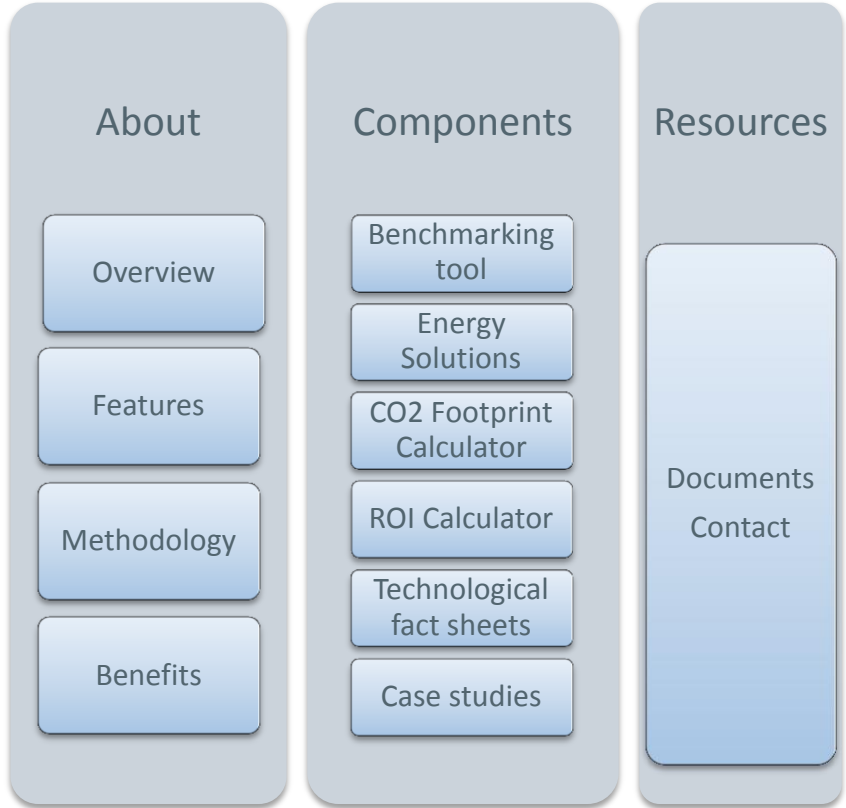 About
Overview
Features
Methodology
Benefits
Components
Benchmarking
tool
Energy
Solutions
CO2 Footprint
Calculator
ROI Calculator
Technological
fact sheets
Case studies
Resources
Documents
Contact